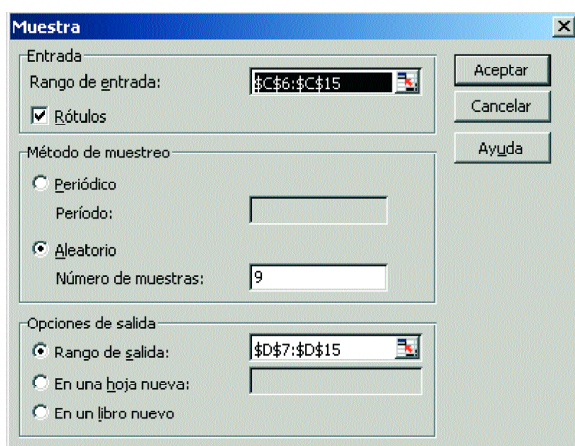 Muestra
Entrada
Rango de entrada: $C$6:$C$15
Rótulos
Aceptar
Cancelar
Ayuda
Método de muestreo
Periódico
Período:
Aleatorio
Número de muestras: 9
Opciones de salida
Rango de salida: $D$7:$D$15
En una hoja nueva:
En un libro nuevo